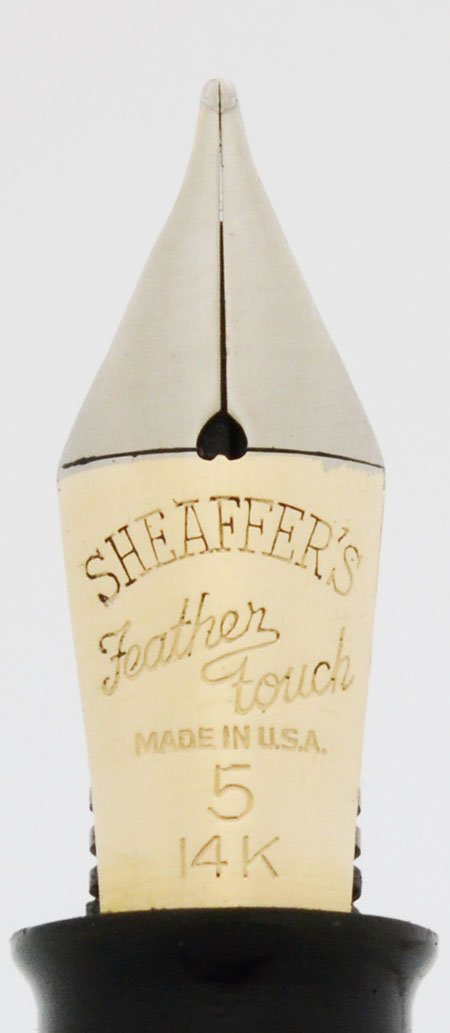 SHEAFFER'S
Feather
touch
MADE IN U.S.A.
5
14K